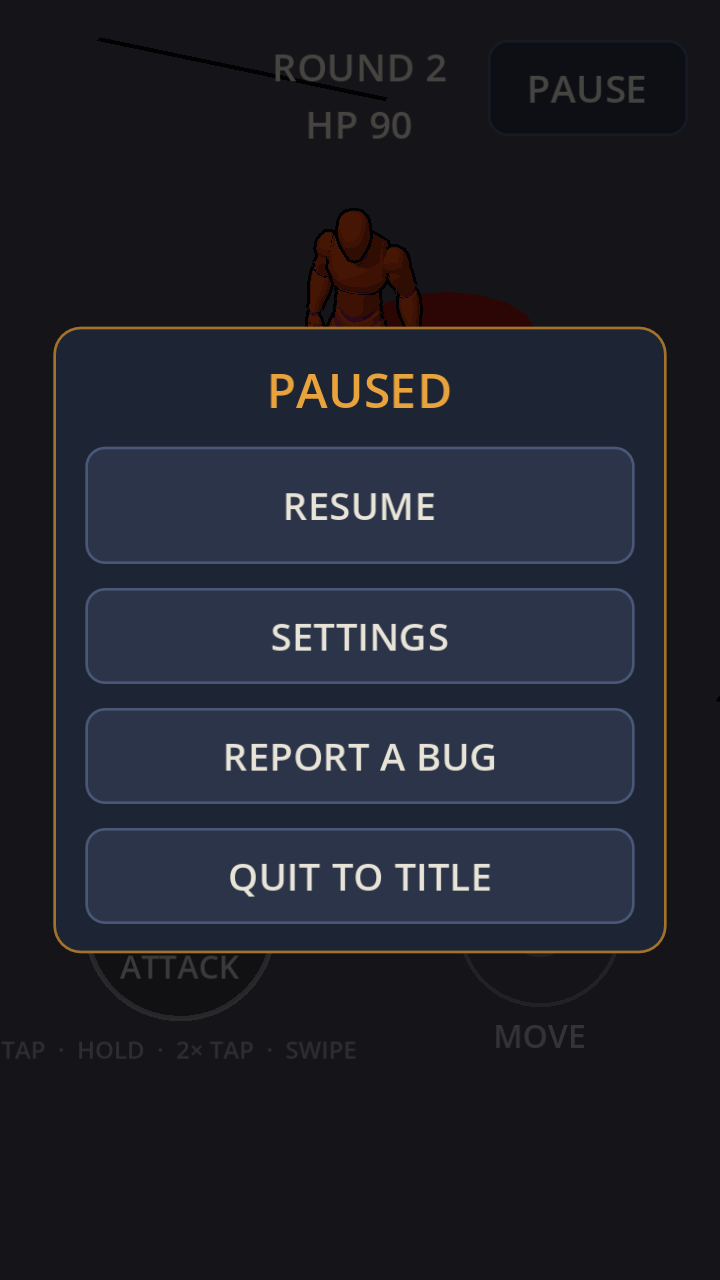 ROUND 2
PAUSE
HP 90
PAUSED
RESUME
SETTINGS
REPORT A BUG
QUIT TO TITLE
ATTACK
MOVE
TAP · HOLD · 2× TAP · SWIPE